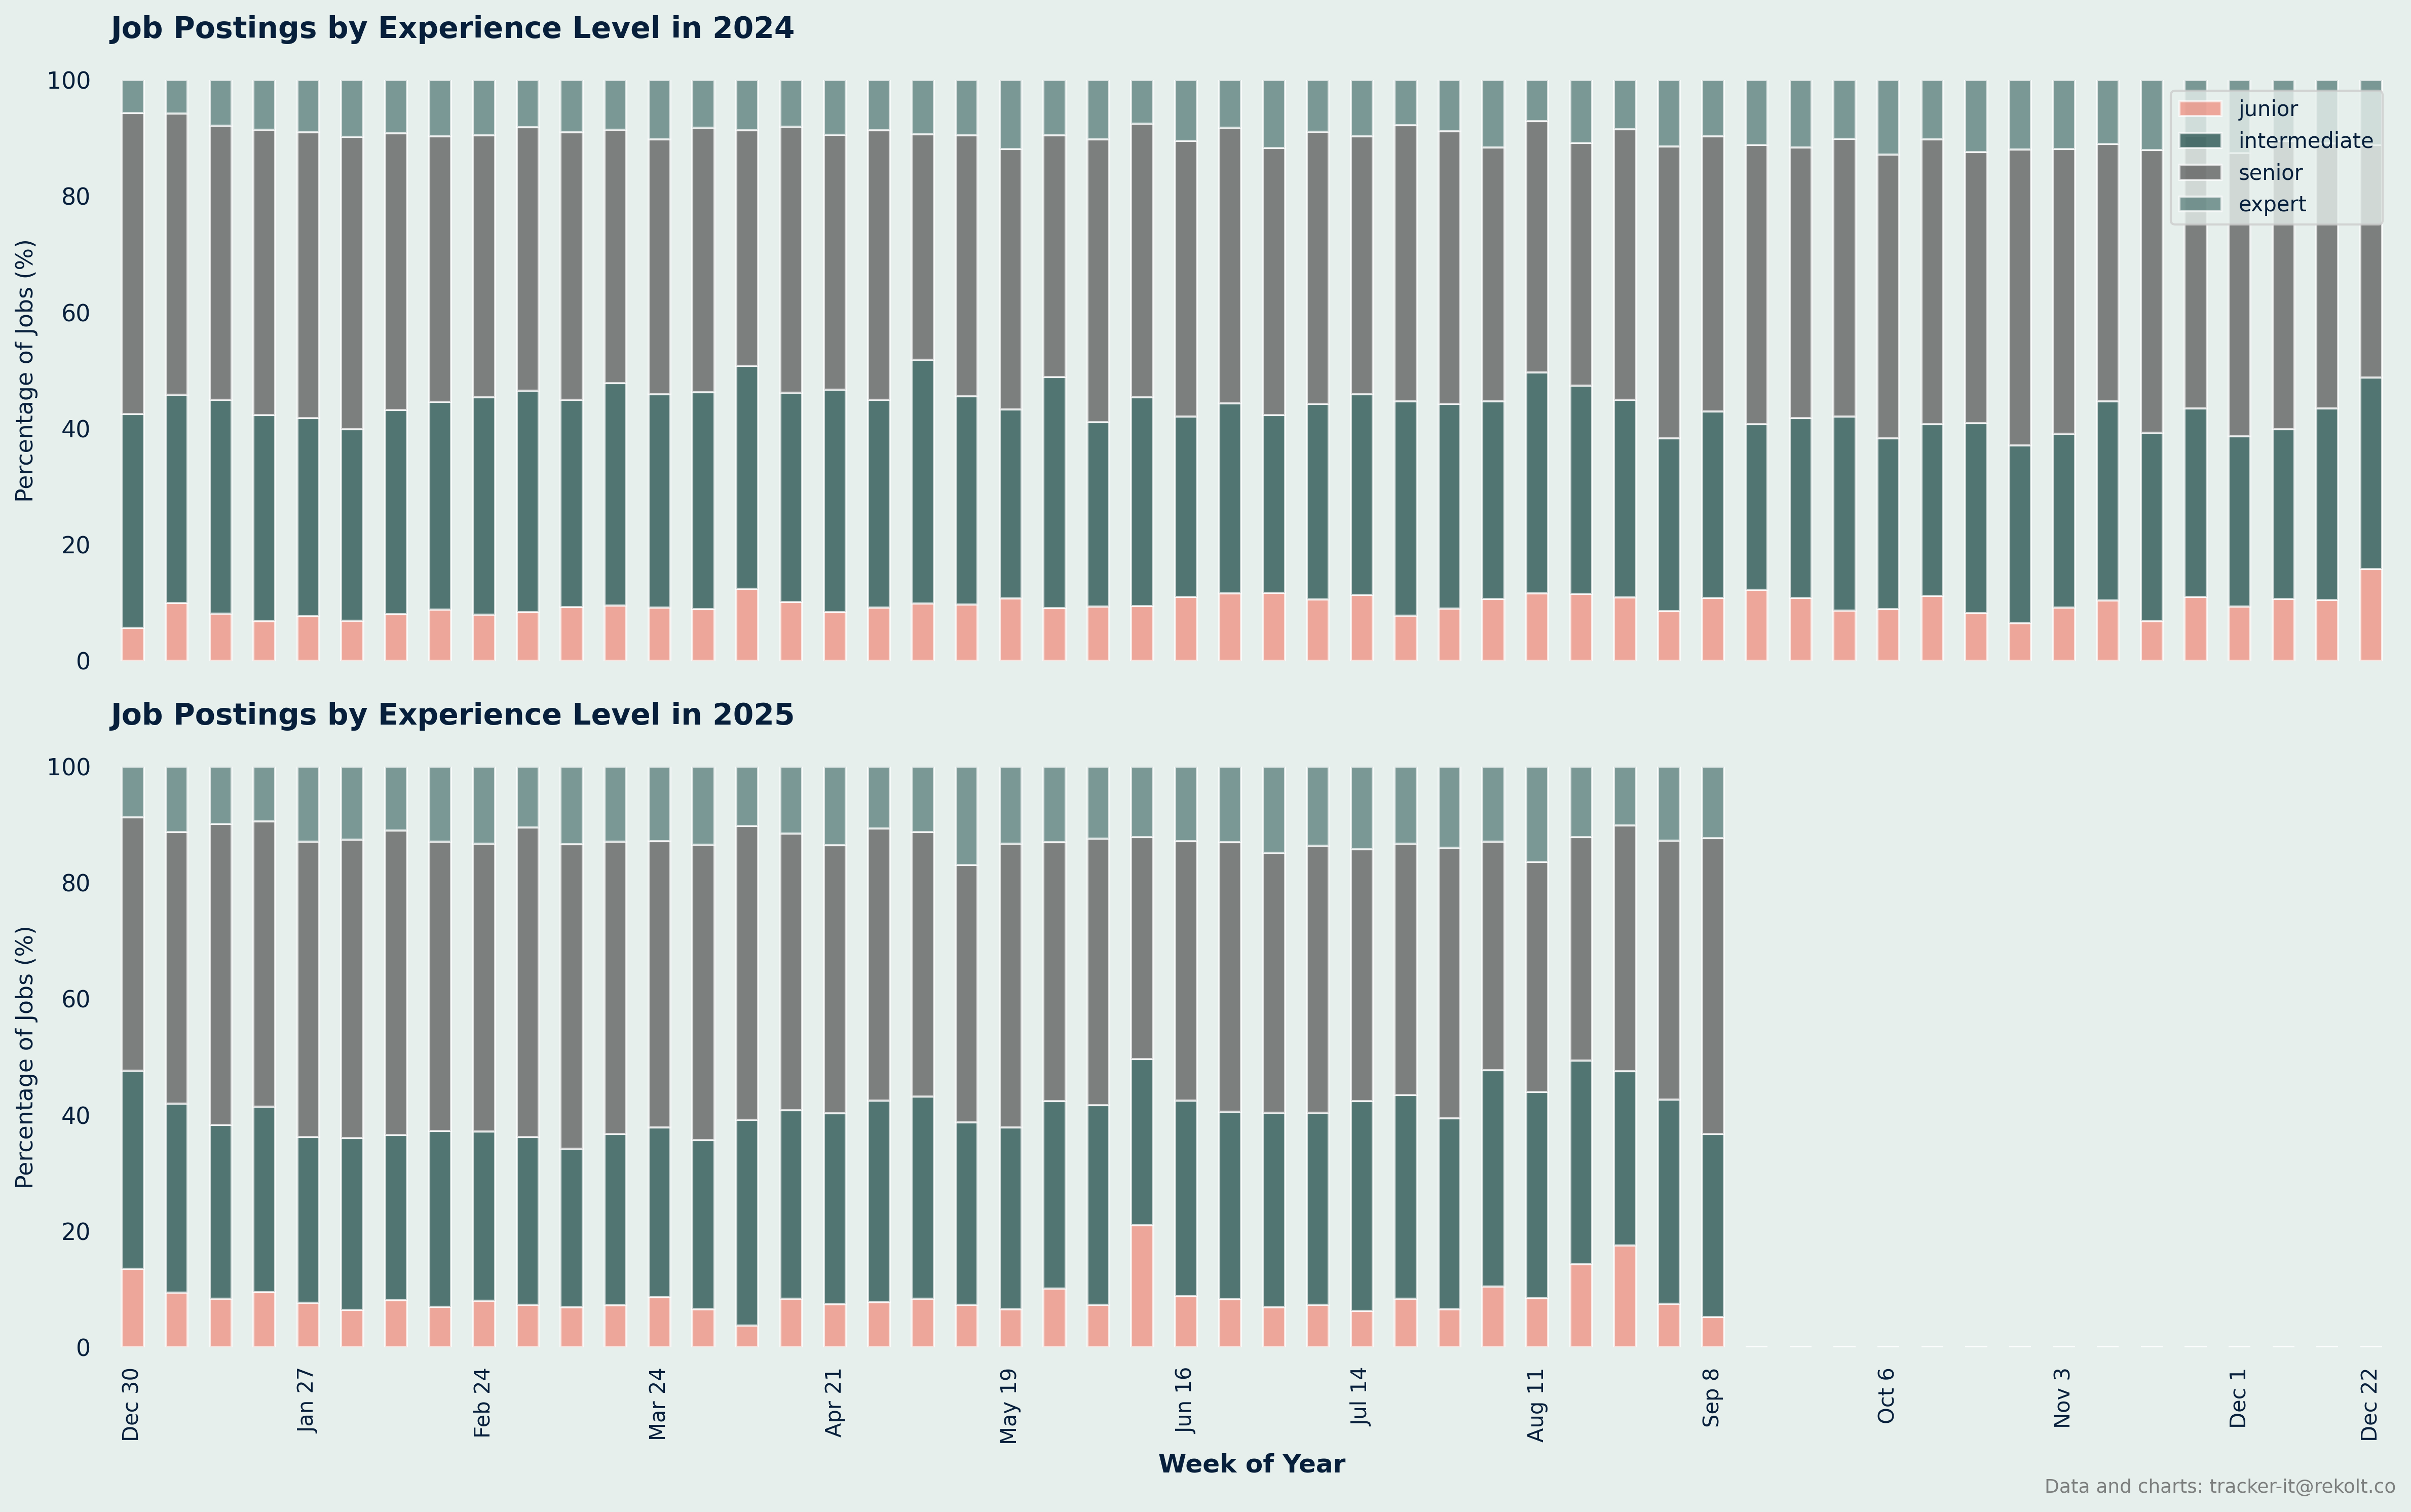 Job Postings by Experience Level in 2024
Percentage of Jobs (%)
100
80
60
40
20
0
junior
intermediate
senior
expert
Job Postings by Experience Level in 2025
Percentage of Jobs (%)
100
80
60
40
20
0
Dec 30
Jan 27
Feb 24
Mar 24
Apr 21
May 19
Jun 16
Jul 14
Aug 11
Sep 8
Oct 6
Nov 3
Dec 1
Dec 22
Week of Year
Data and charts: tracker-it@rekolt.co